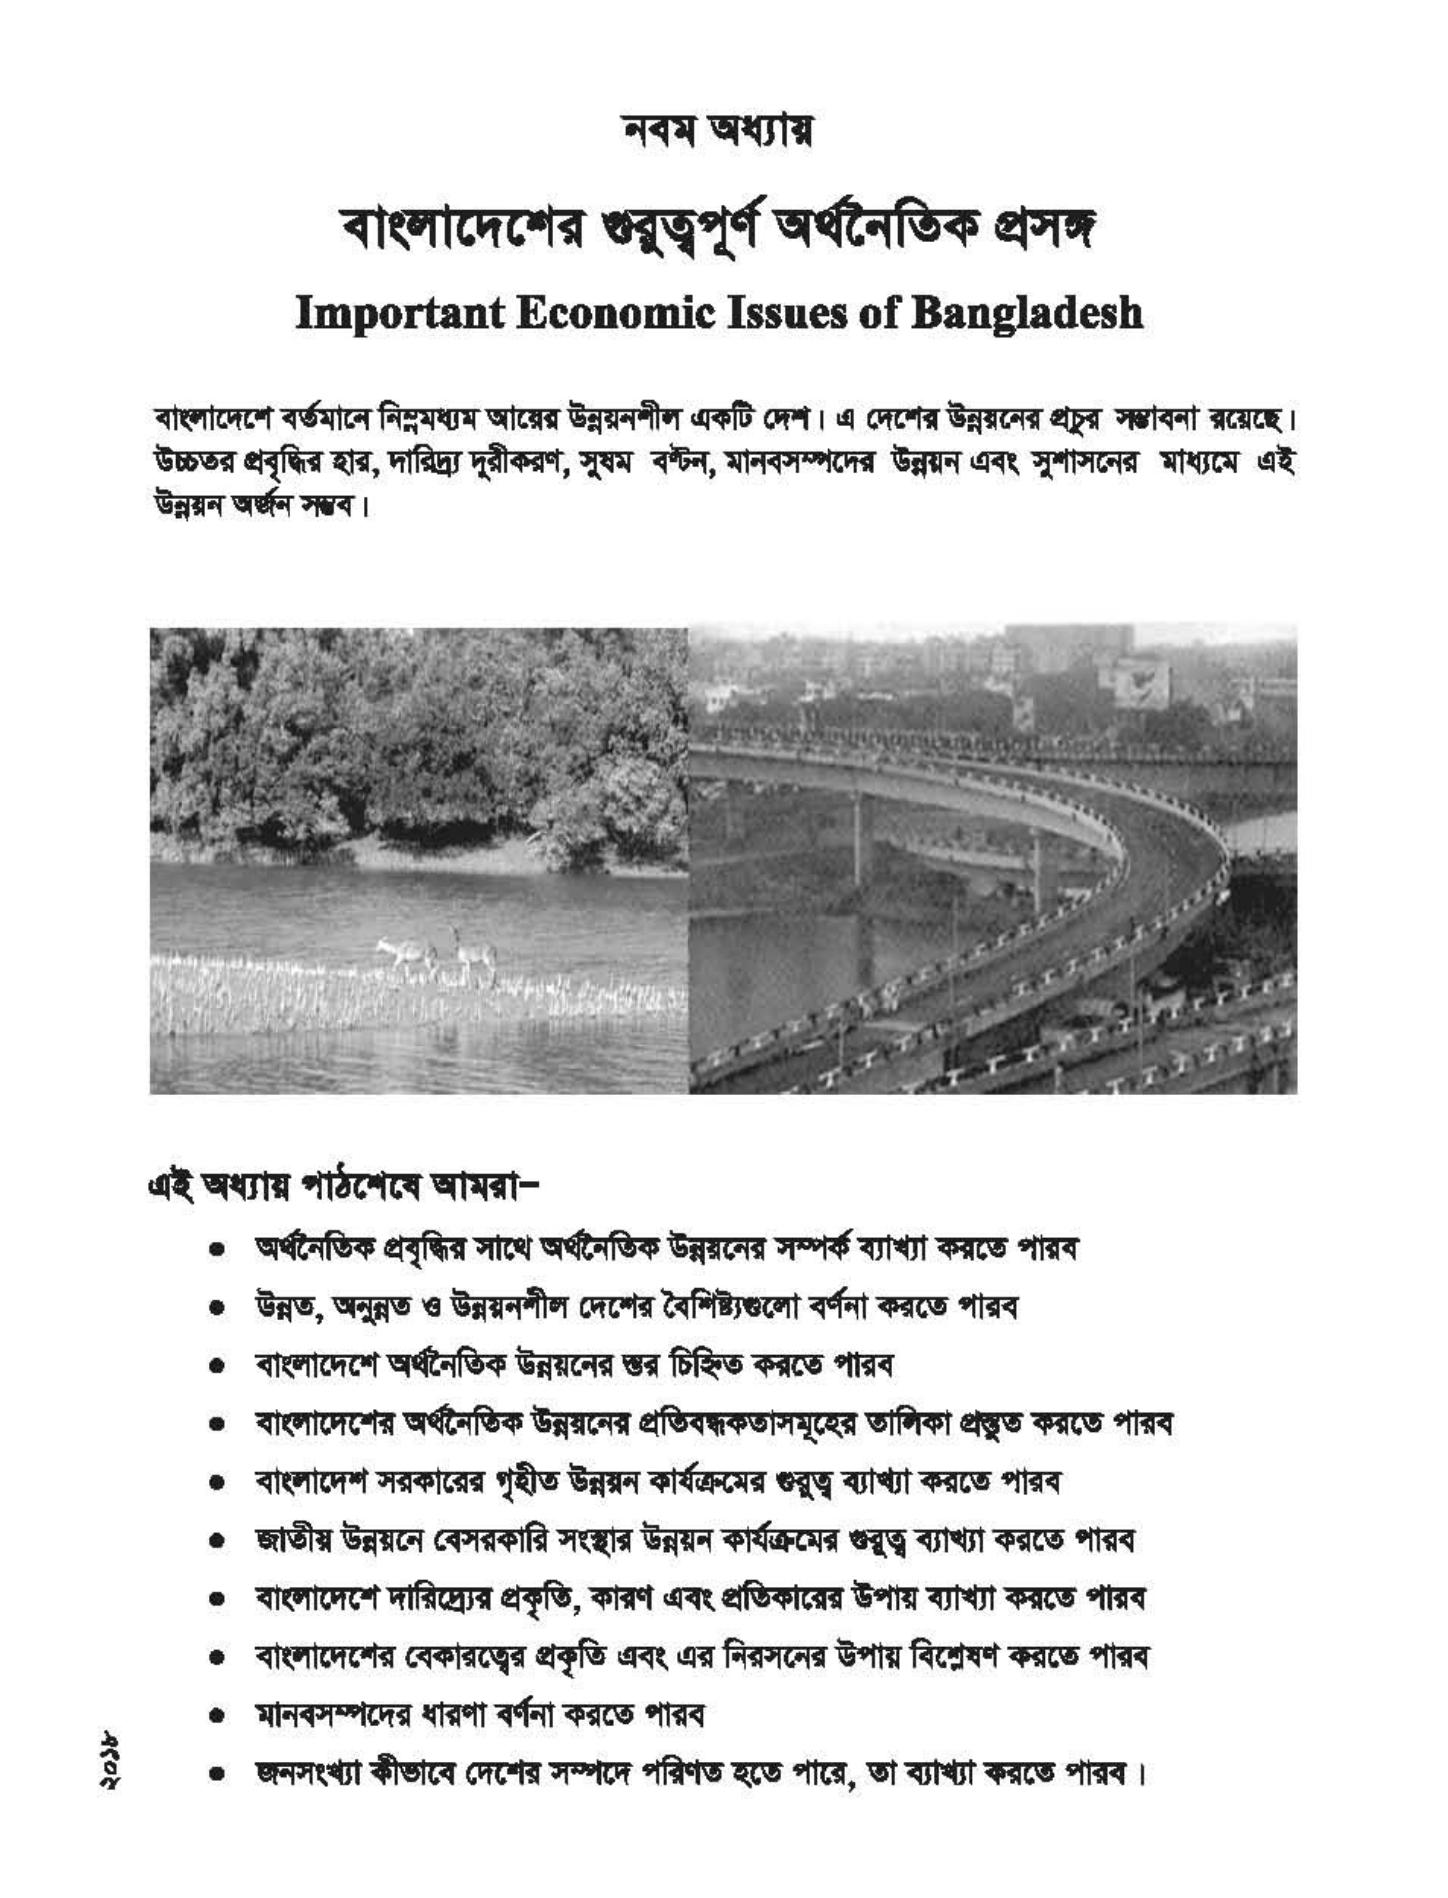 নবম অধ্যায়
বাংলাদেশের গুরুত্বপূর্ণ অর্থনৈতিক প্রসঙ্গ
Important Economic Issues of Bangladesh
বাংলাদেশে বর্তমানে নিম্নমধ্যম আয়ের উন্নয়নশীল একটি দেশ। এ দেশের উন্নয়নের প্রচুর সম্ভাবনা রয়েছে।
উচ্চতর প্রবৃদ্ধির হার, দারিদ্র্য দূরীকরণ, সুষম বণ্টন, মানবসম্পদের উন্নয়ন এবং সুশাসনের মাধ্যমে এই
উন্নয়ন অর্জন সম্ভব।
এই অধ্যায় পাঠশেষে আমরা–
● অর্থনৈতিক প্রবৃদ্ধির সাথে অর্থনৈতিক উন্নয়নের সম্পর্ক ব্যাখ্যা করতে পারব
● উন্নত, অনুন্নত ও উন্নয়নশীল দেশের বৈশিষ্ট্যগুলো বর্ণনা করতে পারব
● বাংলাদেশে অর্থনৈতিক উন্নয়নের স্তর চিহ্নিত করতে পারব
● বাংলাদেশের অর্থনৈতিক উন্নয়নের প্রতিবন্ধকতাসমূহের তালিকা প্রস্তুত করতে পারব
● বাংলাদেশ সরকারের গৃহীত উন্নয়ন কার্যক্রমের গুরুত্ব ব্যাখ্যা করতে পারব
● জাতীয় উন্নয়নে বেসরকারি সংস্থার উন্নয়ন কার্যক্রমের গুরুত্ব ব্যাখ্যা করতে পারব
● বাংলাদেশে দারিদ্র্যের প্রকৃতি, কারণ এবং প্রতিকারের উপায় ব্যাখ্যা করতে পারব
● বাংলাদেশের বেকারত্বের প্রকৃতি এবং এর নিরসনের উপায় বিশ্লেষণ করতে পারব
● মানবসম্পদের ধারণা বর্ণনা করতে পারব
● জনসংখ্যা কীভাবে দেশের সম্পদে পরিণত হতে পারে, তা ব্যাখ্যা করতে পারব।
২০১৮